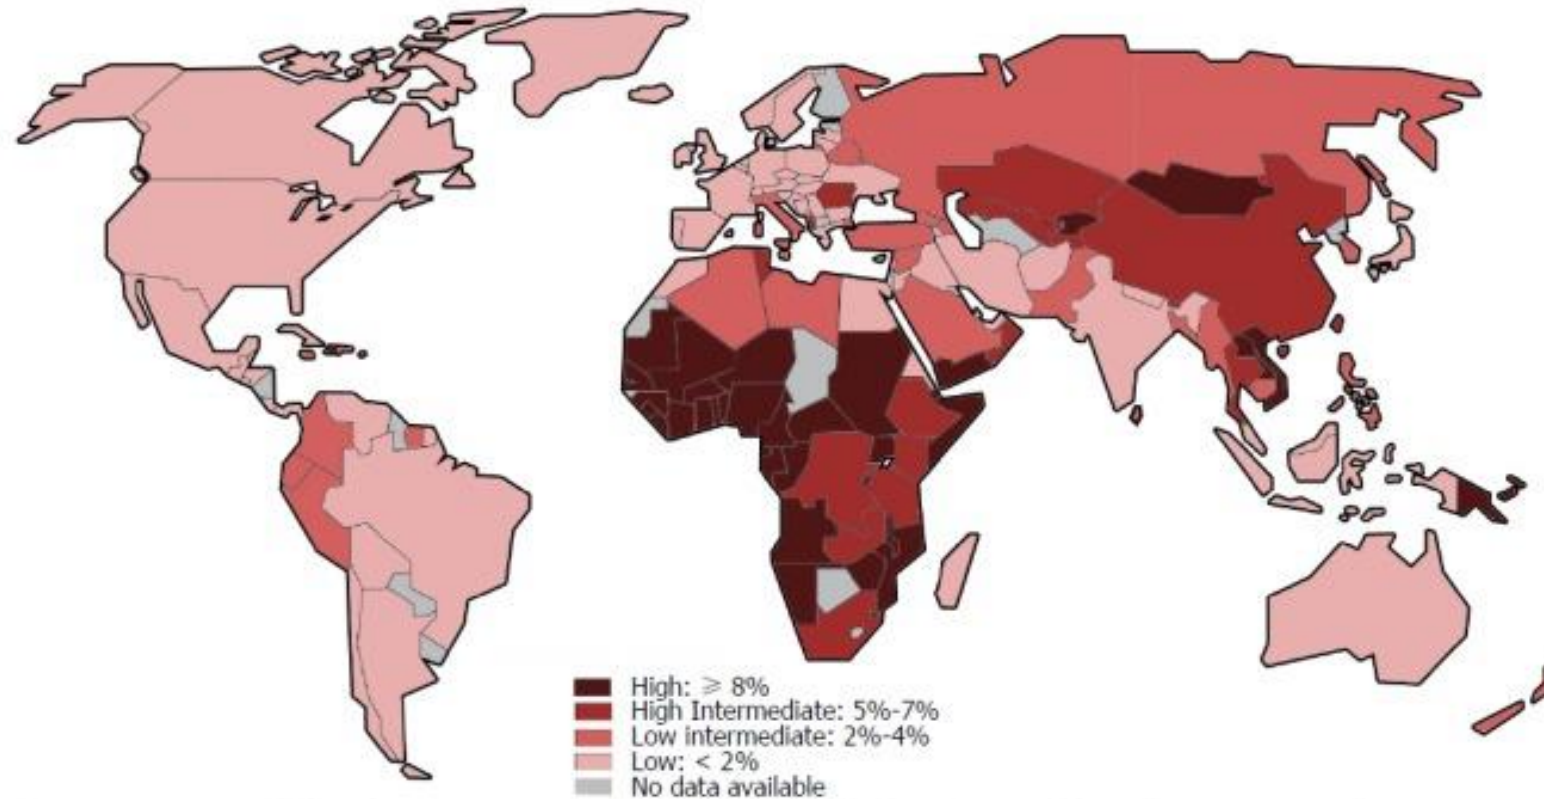 High: ⩾ 8%
High Intermediate: 5%-7%
Low intermediate: 2%-4%
Low: < 2%
No data available